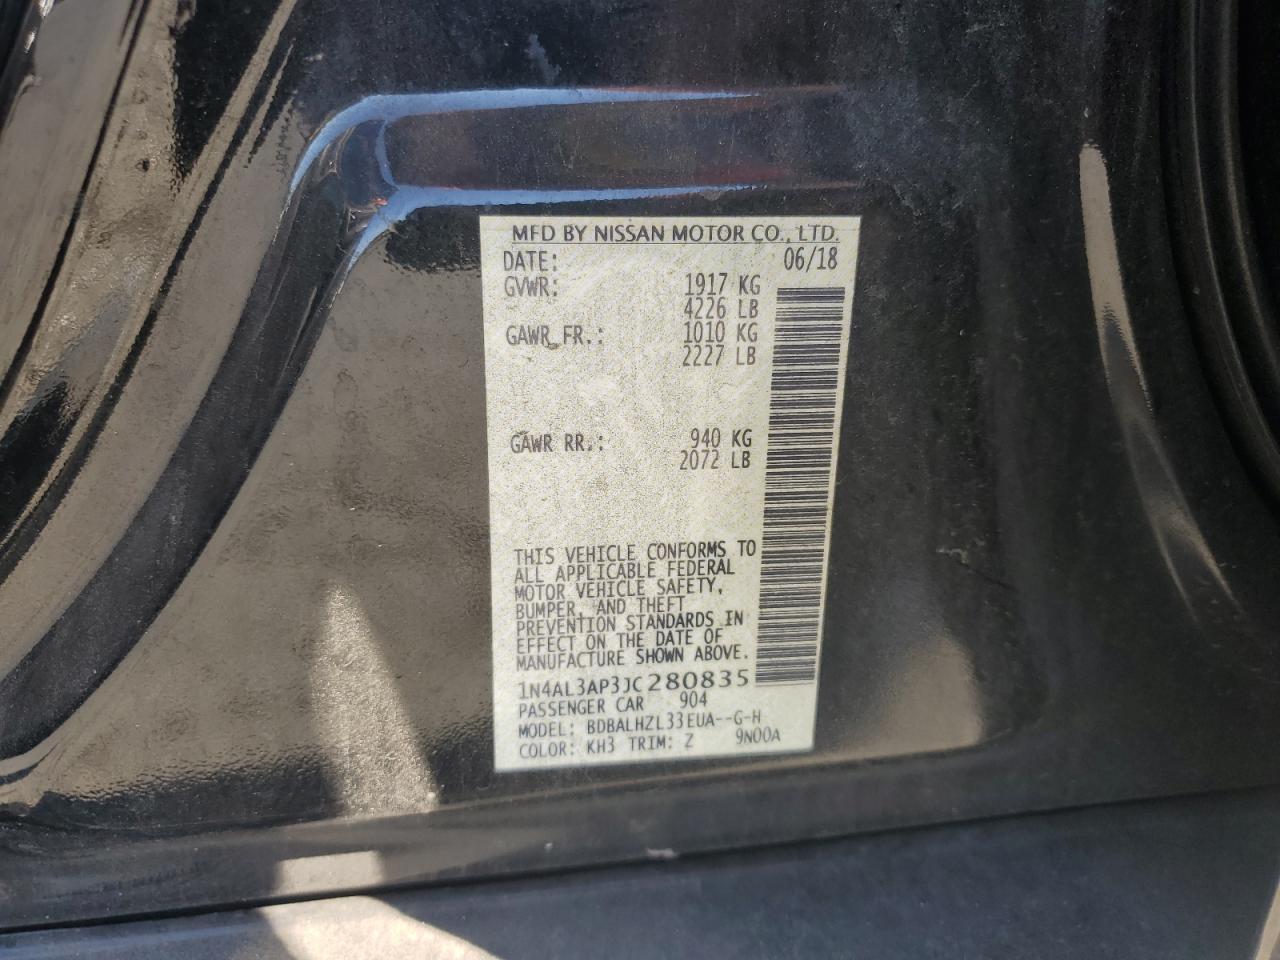 MFD BY NISSAN MOTOR CO., LTD.
DATE: 06/18
GVWR: 1917 KG
4226 LB
GAWR FR.: 1010 KG
2227 LB
GAWR RR.: 940 KG
2072 LB
THIS VEHICLE CONFORMS TO
ALL APPLICABLE FEDERAL
MOTOR VEHICLE SAFETY,
BUMPER, AND THEFT
PREVENTION STANDARDS IN
EFFECT ON THE DATE OF
MANUFACTURE SHOWN ABOVE.
1N4AL3AP3JC280835
PASSENGER CAR 904
MODEL: BDBALHZL33EUA--G-H
COLOR: KH3 TRIM: Z 9N00A